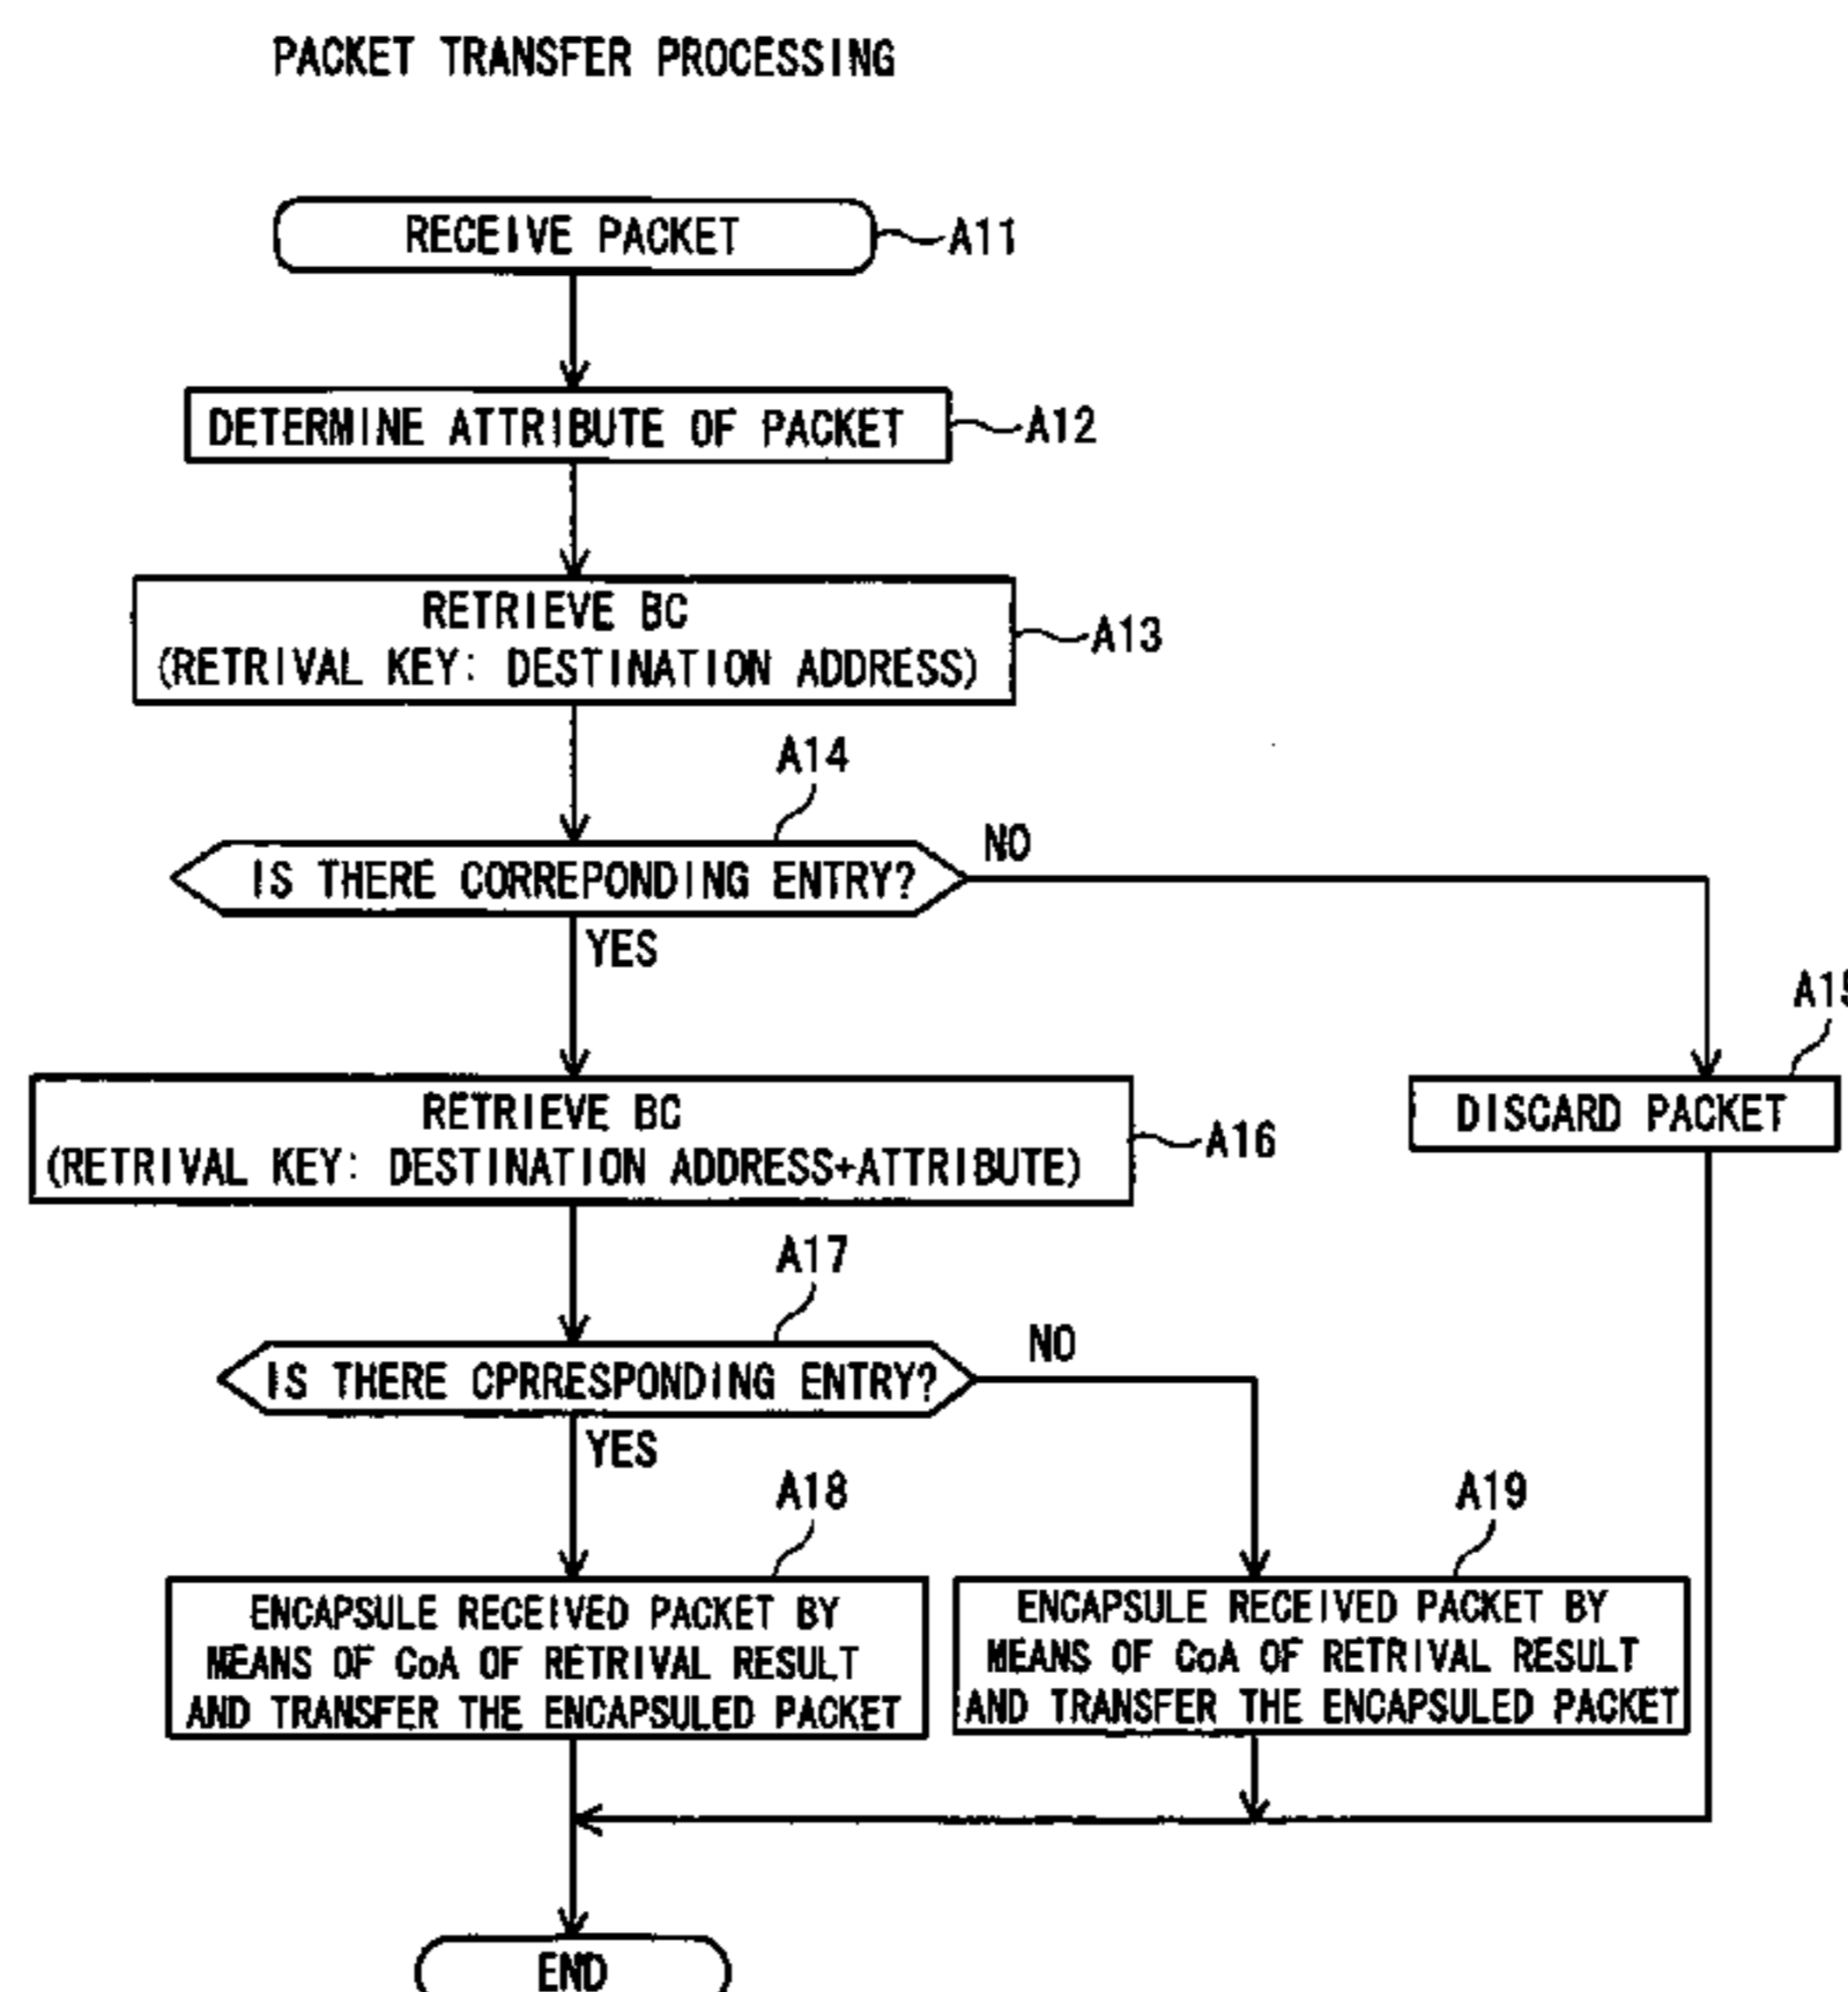 PACKET TRANSFER PROCESSING
RECEIVE PACKET
A11
DETERMINE ATTRIBUTE OF PACKET
A12
RETRIEVE BC
(RETRIVAL KEY: DESTINATION ADDRESS)
A13
A14
IS THERE CORREPONDING ENTRY?
NO
YES
A15
DISCARD PACKET
RETRIEVE BC
(RETRIVAL KEY: DESTINATION ADDRESS+ATTRIBUTE)
A16
A17
IS THERE CPRRESPONDING ENTRY?
NO
YES
A18
ENCAPSULE RECEIVED PACKET BY
MEANS OF CoA OF RETRIVAL RESULT
AND TRANSFER THE ENCAPSULED PACKET
A19
ENCAPSULE RECEIVED PACKET BY
MEANS OF CoA OF RETRIVAL RESULT
AND TRANSFER THE ENCAPSULED PACKET
END